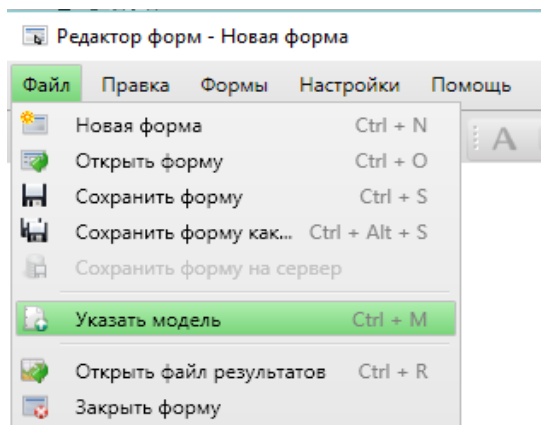 Редактор форм - Новая форма
Файл Правка Формы Настройки Помощь
Новая форма Ctrl + N
A
Открыть форму Ctrl + O
Сохранить форму Ctrl + S
Сохранить форму как... Ctrl + Alt + S
Сохранить форму на сервер
Указать модель Ctrl + M
Открыть файл результатов Ctrl + R
Закрыть форму